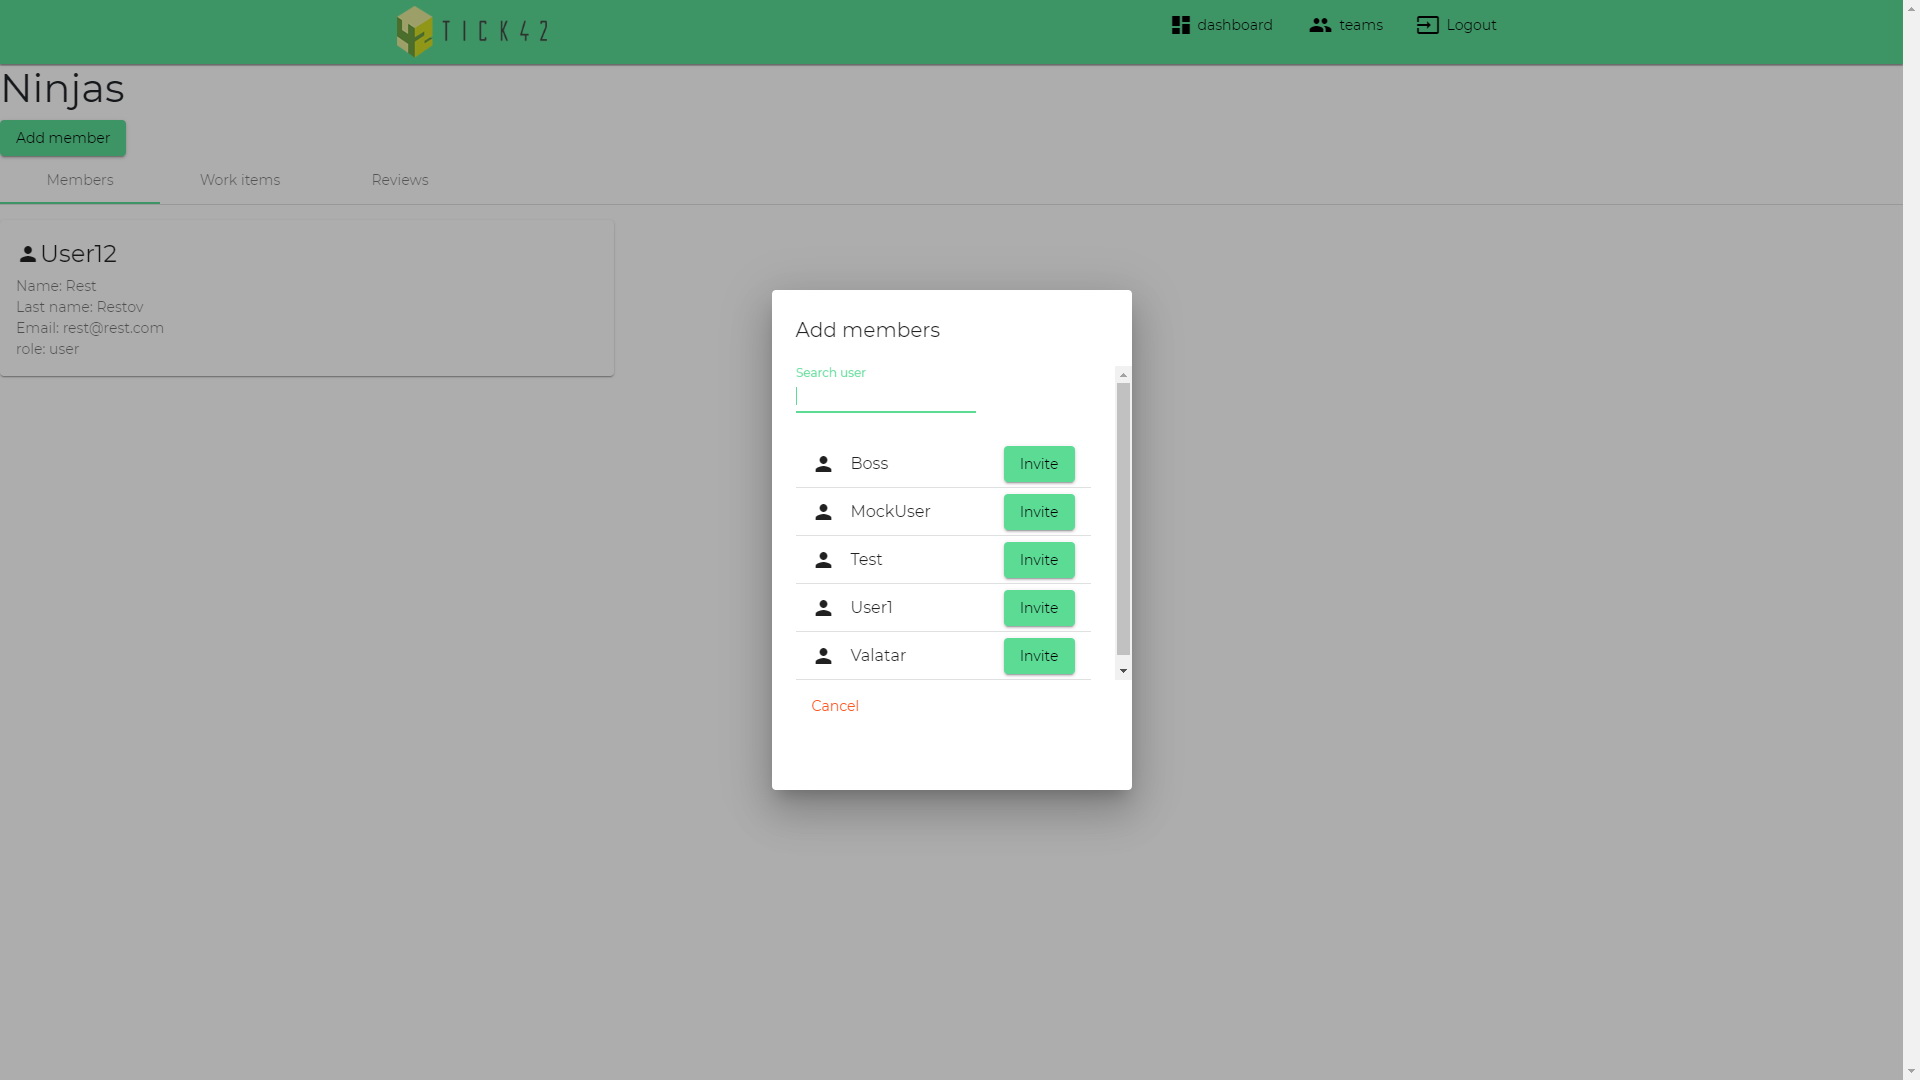 TICK42
dashboard
teams
Logout
Ninjas
Add member
Members
Work items
Reviews
User12
Name: Rest
Last name: Restov
Email: rest@rest.com
role: user
Add members
Search user
Boss
Invite
MockUser
Invite
Test
Invite
User1
Invite
Valatar
Invite
Cancel